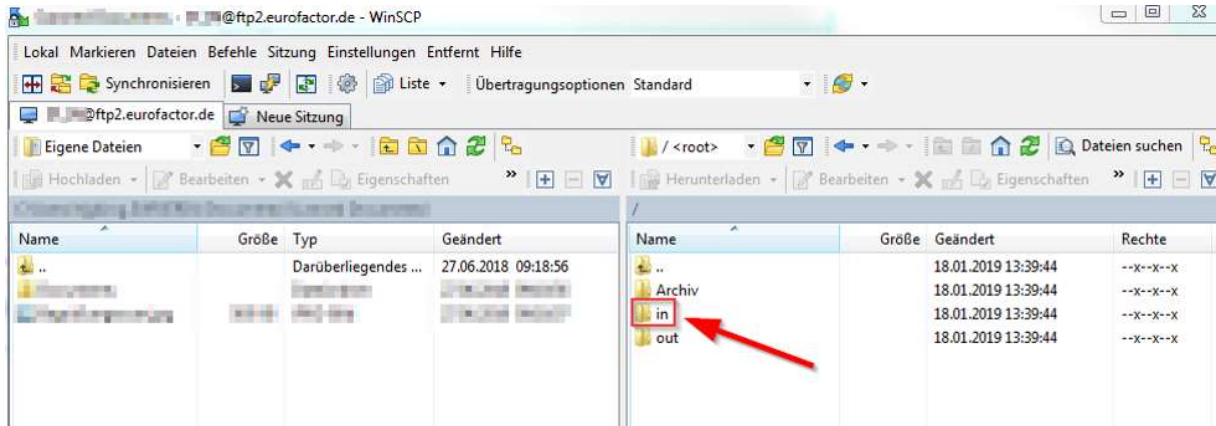 @ftp2.eurofactor.de - WinSCP
Lokal Markieren Dateien Befehle Sitzung Einstellungen Entfernt Hilfe
Synchronisieren Liste Übertragungsoptionen Standard
@ftp2.eurofactor.de Neue Sitzung
Eigene Dateien / <root> Dateien suchen
Hochladen Bearbeiten Eigenschaften » Herunterladen Bearbeiten Eigenschaften »
/
Name Größe Typ Geändert Name Größe Geändert Rechte
.. Darüberliegendes ... 27.06.2018 09:18:56 .. 18.01.2019 13:39:44 --x--x--x
Archiv 18.01.2019 13:39:44 --x--x--x
in 18.01.2019 13:39:44 --x--x--x
out 18.01.2019 13:39:44 --x--x--x